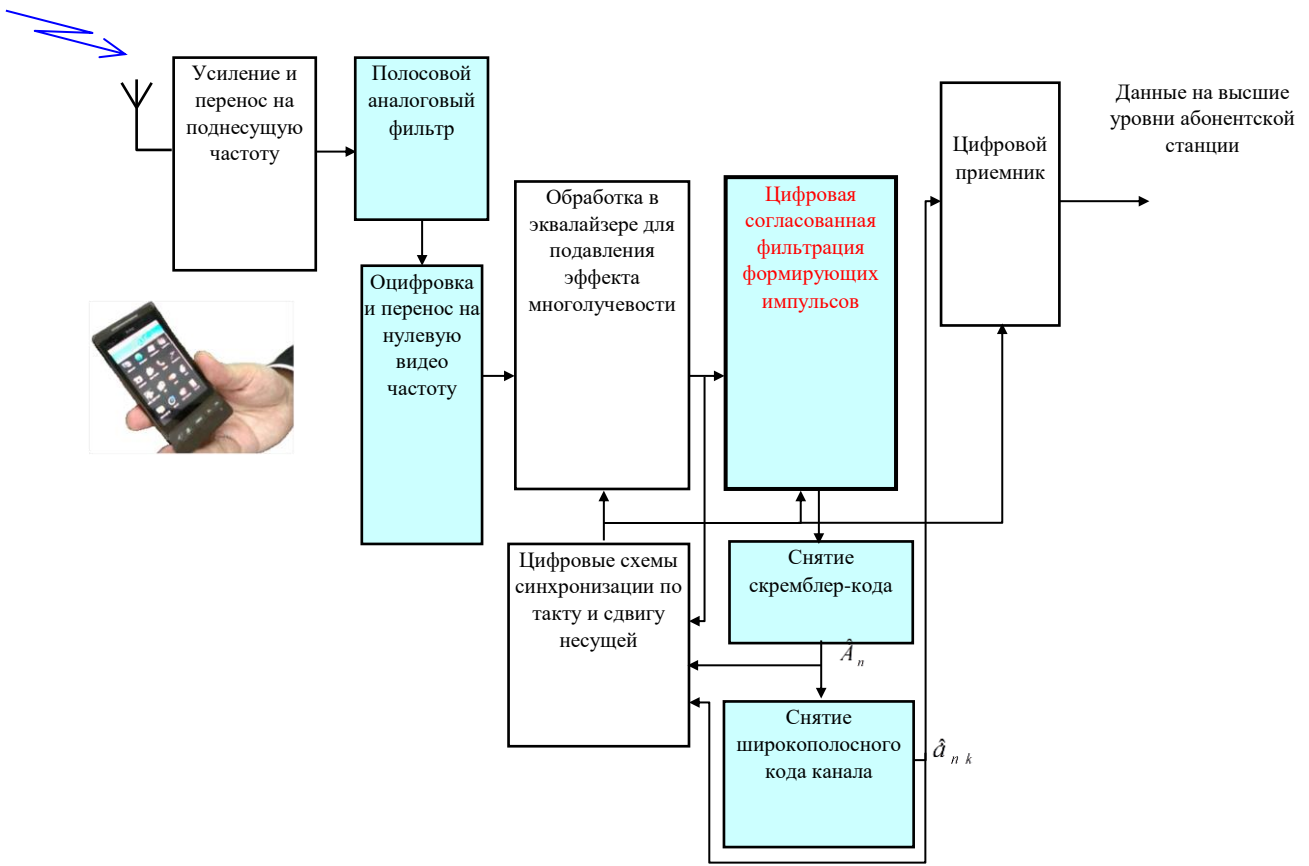 Усиление и
перенос на
поднесущую
частоту
Полосовой
аналоговый
фильтр
Оцифровка
и перенос на
нулевую
видео
частоту
Обработка в
эквалайзере для
подавления
эффекта
многолучевости
Цифровая
согласованная
фильтрация
формирующих
импульсов
Цифровой
приемник
Данные на высшие
уровни абонентской
станции
Цифровые схемы
синхронизации по
такту и сдвигу
несущей
Снятие
скремблер-кода
Â n
Снятие
широкополосного
кода канала
â n k